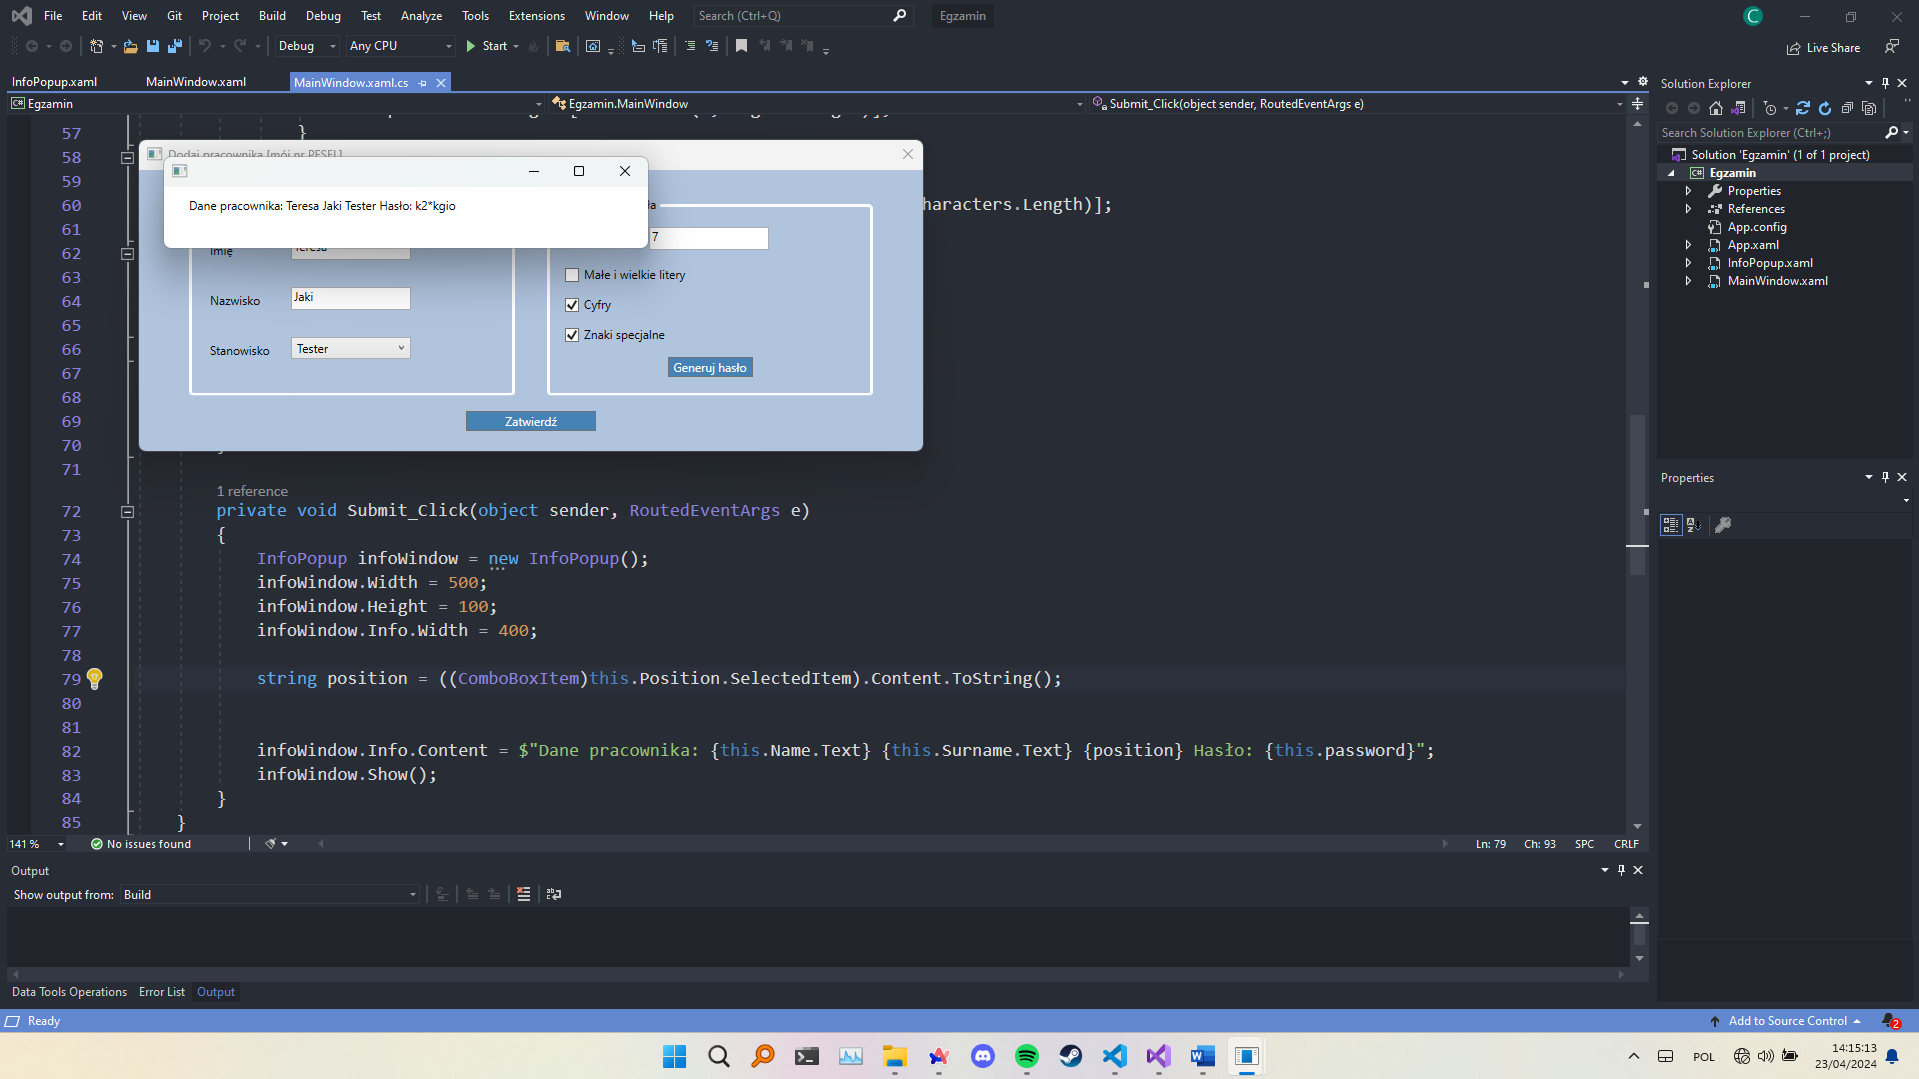 File Edit View Git Project Build Debug Test Analyze Tools Extensions Window Help Search (Ctrl+Q) Egzamin
C
Debug Any CPU Start Live Share
InfoPopup.xaml MainWindow.xaml MainWindow.xaml.cs
Egzamin Egzamin.MainWindow Submit_Click(object sender, RoutedEventArgs e)
57 }
58
59
60 haracters.Length)];
61
62
63
64
65
66
67
68
69
70
71
Dodaj pracownika [mój nr PESEL]
Dane pracownika: Teresa Jaki Tester Hasło: k2*kgio
ła
7
Imię Teresa
Małe i wielkie litery
Nazwisko Jaki
Cyfry
Znaki specjalne
Stanowisko Tester
Generuj hasło
Zatwierdź
1 reference
72 private void Submit_Click(object sender, RoutedEventArgs e)
73 {
74 InfoPopup infoWindow = new InfoPopup();
75 infoWindow.Width = 500;
76 infoWindow.Height = 100;
77 infoWindow.Info.Width = 400;
78
79 string position = ((ComboBoxItem)this.Position.SelectedItem).Content.ToString();
80
81
82 infoWindow.Info.Content = $"Dane pracownika: {this.Name.Text} {this.Surname.Text} {position} Hasło: {this.password}";
83 infoWindow.Show();
84 }
85 }
141 % No issues found Ln: 79 Ch: 93 SPC CRLF
Output
Show output from: Build
Data Tools Operations Error List Output
Ready Add to Source Control 2
Solution Explorer
Search Solution Explorer (Ctrl+;)
Solution 'Egzamin' (1 of 1 project)
Egzamin
Properties
References
App.config
App.xaml
InfoPopup.xaml
MainWindow.xaml
Properties
POL
14:15:13
23/04/2024